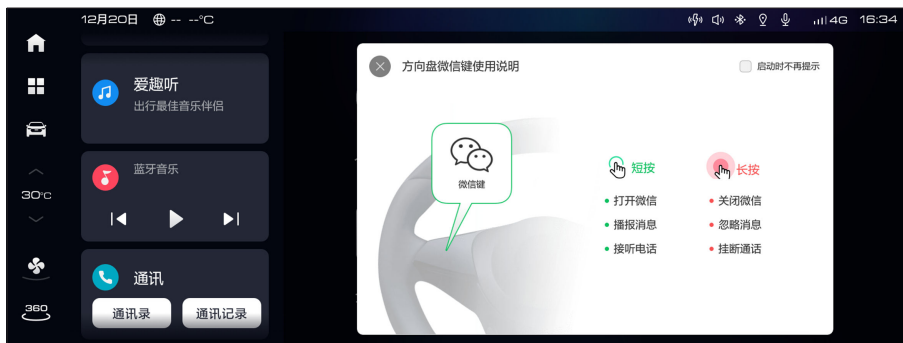 12月20日 -- --°C
4G 16:34
爱趣听
出行最佳音乐伴侣
蓝牙音乐
30°C
通讯
通讯录 通讯记录
360
方向盘微信键使用说明
启动时不再提示
微信键
短按
打开微信
播报消息
接听电话
长按
关闭微信
忽略消息
挂断通话